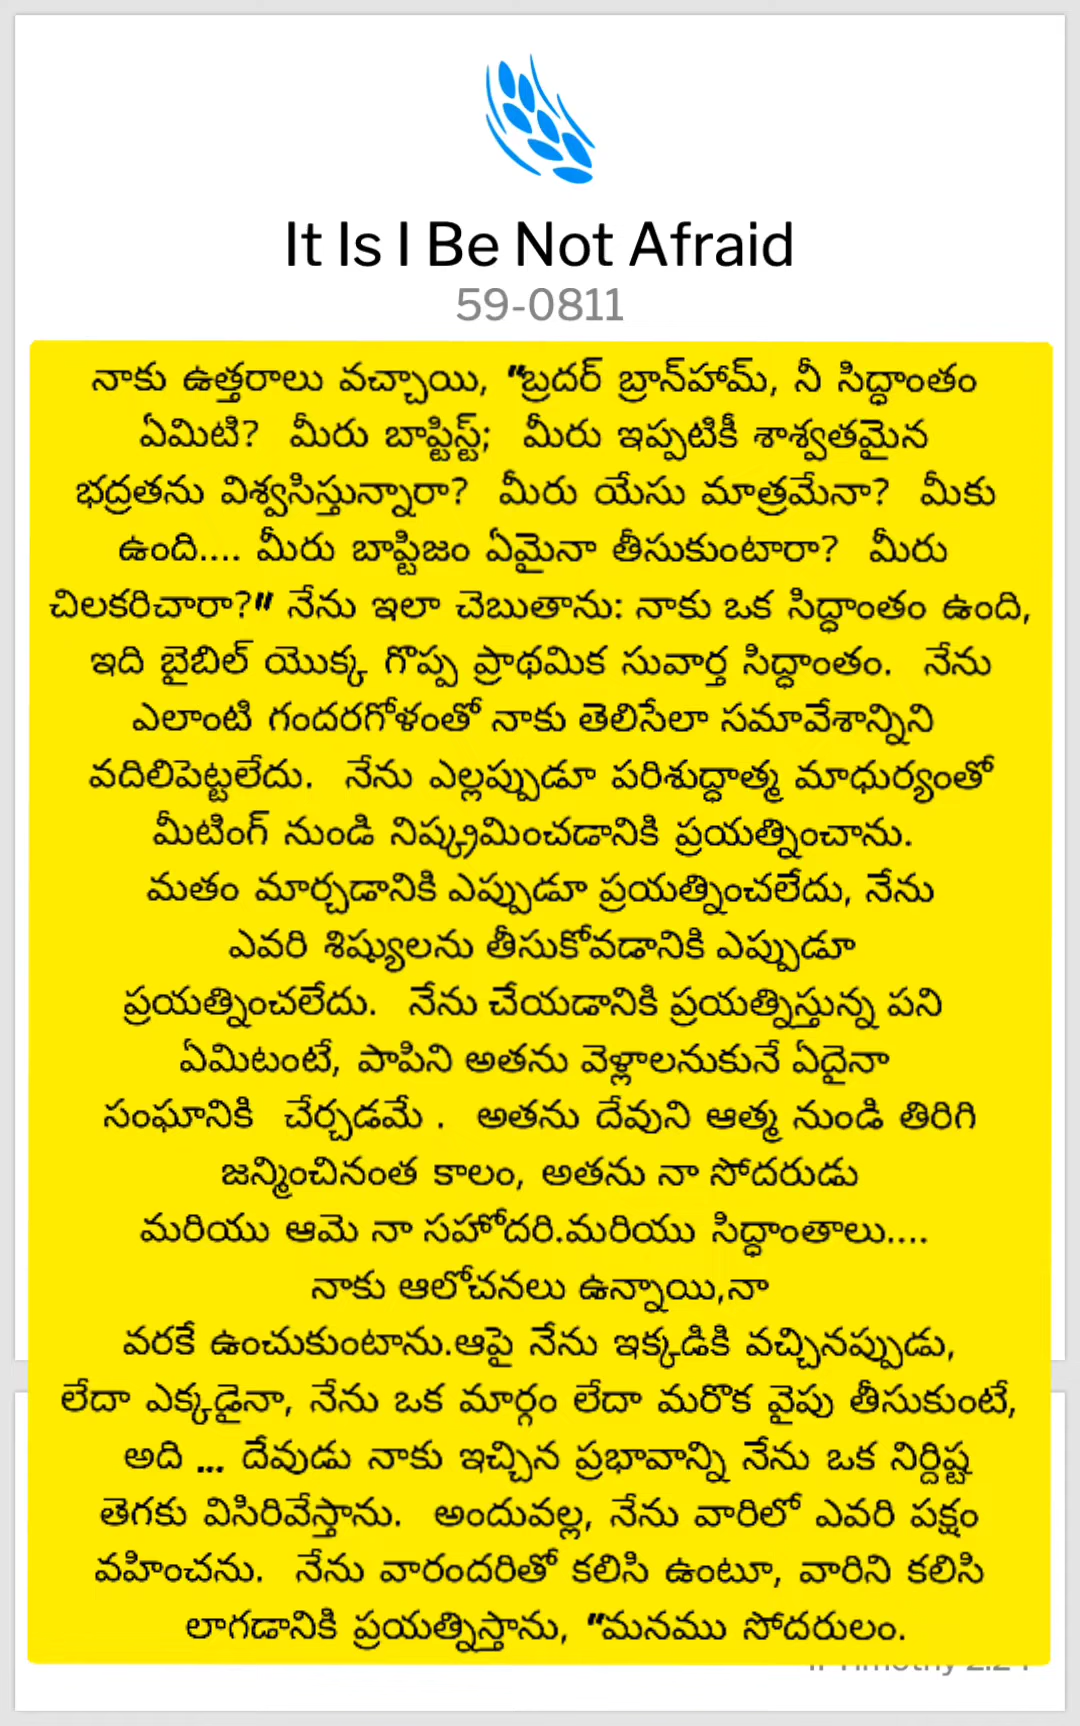 It Is I Be Not Afraid
59-0811
నాకు ఉత్తరాలు వచ్చాయి, "బ్రదర్ బ్రాన్‌హామ్, నీ సిద్ధాంతం
ఏమిటి? మీరు బాప్టిస్ట్; మీరు ఇప్పటికీ శాశ్వతమైన
భద్రతను విశ్వసిస్తున్నారా? మీరు యేసు మాత్రమేనా? మీకు
ఉంది.... మీరు బాప్టిజం ఏమైనా తీసుకుంటారా? మీరు
చిలకరిచారా?" నేను ఇలా చెబుతాను: నాకు ఒక సిద్ధాంతం ఉంది,
ఇది బైబిల్ యొక్క గొప్ప ప్రాథమిక సువార్త సిద్ధాంతం. నేను
ఎలాంటి గందరగోళంతో నాకు తెలిసేలా సమావేశాన్నిని
వదిలిపెట్టలేదు. నేను ఎల్లప్పుడూ పరిశుద్ధాత్మ మాధుర్యంతో
మీటింగ్ నుండి నిష్క్రమించడానికి ప్రయత్నించాను.
మతం మార్చడానికి ఎప్పుడూ ప్రయత్నించలేదు, నేను
ఎవరి శిష్యులను తీసుకోవడానికి ఎప్పుడూ
ప్రయత్నించలేదు. నేను చేయడానికి ప్రయత్నిస్తున్న పని
ఏమిటంటే, పాపిని అతను వెళ్లాలనుకునే ఏదైనా
సంఘానికి చేర్చడమే . అతను దేవుని ఆత్మ నుండి తిరిగి
జన్మించినంత కాలం, అతను నా సోదరుడు
మరియు ఆమె నా సహోదరి.మరియు సిద్ధాంతాలు....
నాకు ఆలోచనలు ఉన్నాయి,నా
వరకే ఉంచుకుంటాను.ఆపై నేను ఇక్కడికి వచ్చినప్పుడు,
లేదా ఎక్కడైనా, నేను ఒక మార్గం లేదా మరొక వైపు తీసుకుంటే,
అది ... దేవుడు నాకు ఇచ్చిన ప్రభావాన్ని నేను ఒక నిర్దిష్ట
తెగకు విసిరివేస్తాను. అందువల్ల, నేను వారిలో ఎవరి పక్షం
వహించను. నేను వారందరితో కలిసి ఉంటూ, వారిని కలిసి
లాగడానికి ప్రయత్నిస్తాను, "మనము సోదరులం.